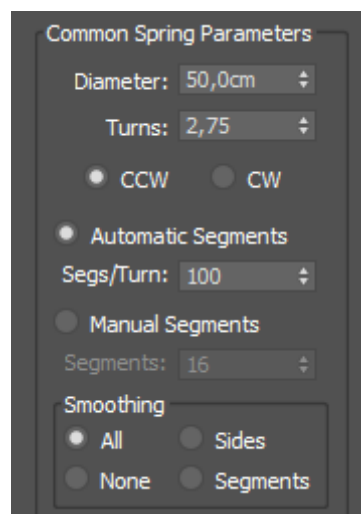 Common Spring Parameters
Diameter: 50,0cm
Turns: 2,75
CCW CW
Automatic Segments
Segs/Turn: 100
Manual Segments
Segments: 16
Smoothing
All Sides
None Segments